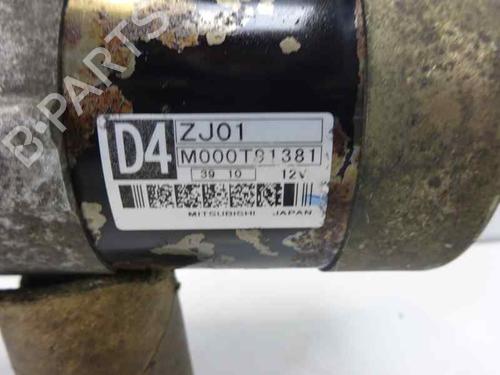 D4
ZJ01
M000T91381
39 10 12V
MITSUBISHI JAPAN
B-PARTS